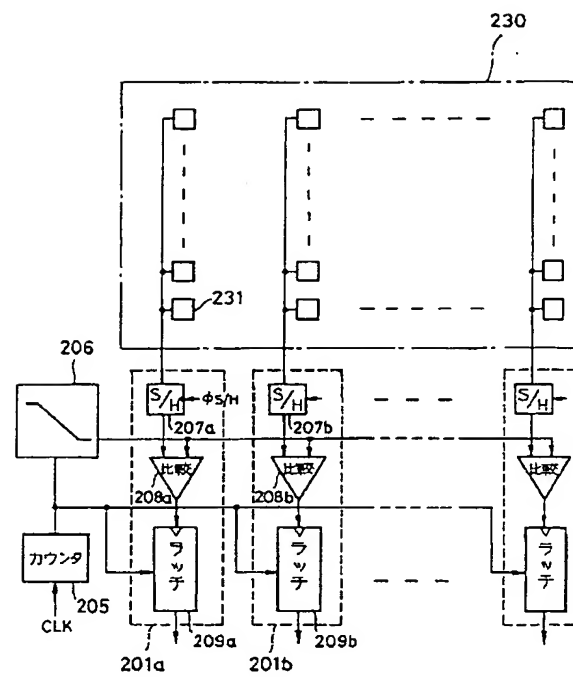 230
231
206
S/H
φS/H
207a
S/H
207b
S/H
比較
208a
比較
208b
比較
カウンタ
205
CLK
ラッチ
209a
ラッチ
209b
ラッチ
201a
201b